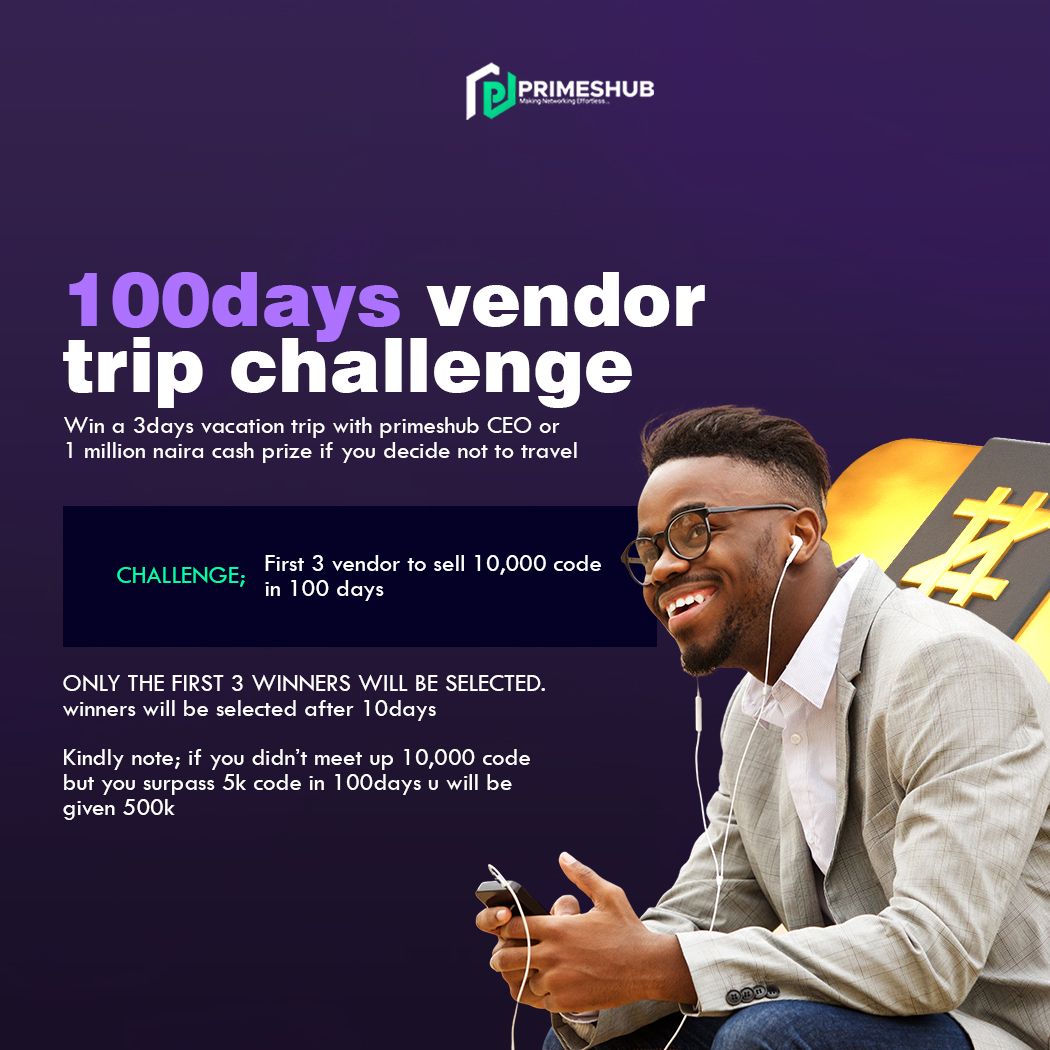 PRIMESHUB
Making Networking Effortless...
100days vendor
trip challenge
Win a 3days vacation trip with primeshub CEO or
1 million naira cash prize if you decide not to travel
CHALLENGE;
First 3 vendor to sell 10,000 code
in 100 days
ONLY THE FIRST 3 WINNERS WILL BE SELECTED.
winners will be selected after 10days
Kindly note; if you didn't meet up 10,000 code
but you surpass 5k code in 100days u will be
given 500k